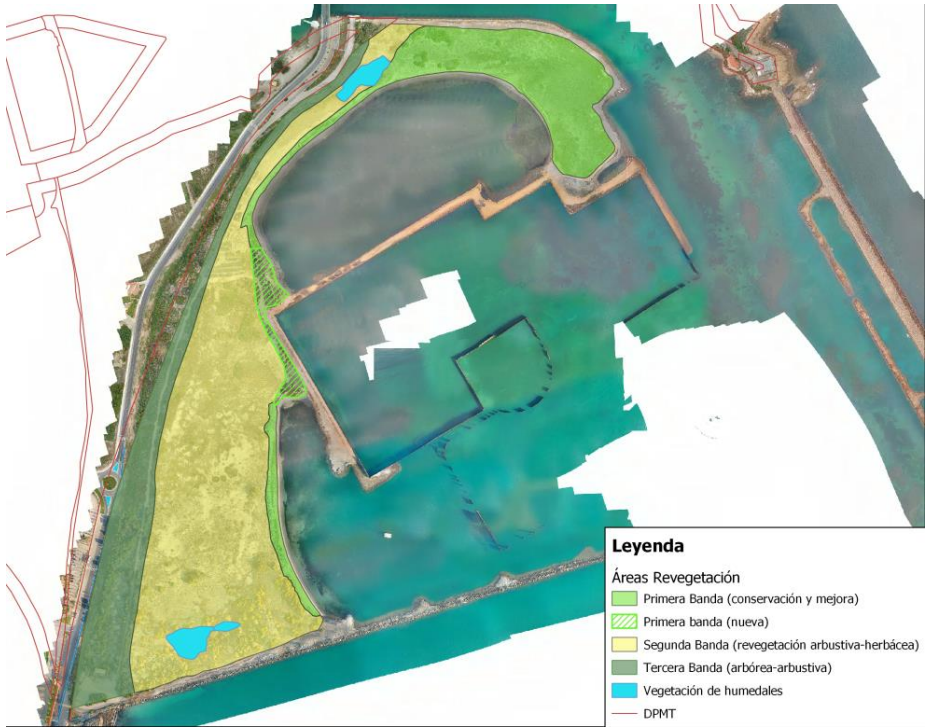 Leyenda
Áreas Revegetación
Primera Banda (conservación y mejora)
Primera banda (nueva)
Segunda Banda (revegetación arbustiva-herbácea)
Tercera Banda (arbórea-arbustiva)
Vegetación de humedales
DPMT